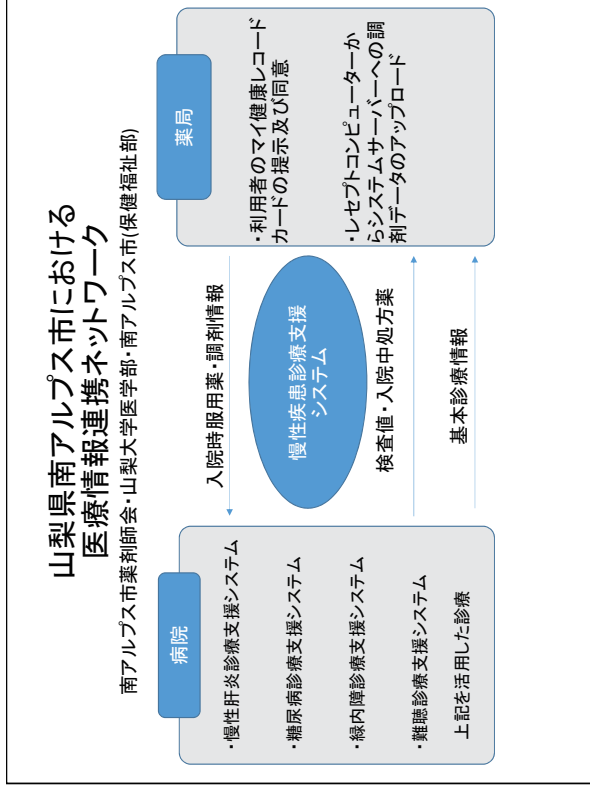 山梨県南アルプス市における
医療情報連携ネットワーク
南アルプス市薬剤師会・山梨大学医学部・南アルプス市(保健福祉部)
病院
・慢性肝炎診療支援システム
・糖尿病診療支援システム
・緑内障診療支援システム
・難聴診療支援システム
上記を活用した診療
入院時服用薬・調剤情報
慢性疾患診療支援
システム
検査値・入院中処方薬
基本診療情報
薬局
・利用者のマイ健康レコード
カードの提示及び同意
・レセプトコンピューターか
らシステムサーバーへの調
剤データのアップロード